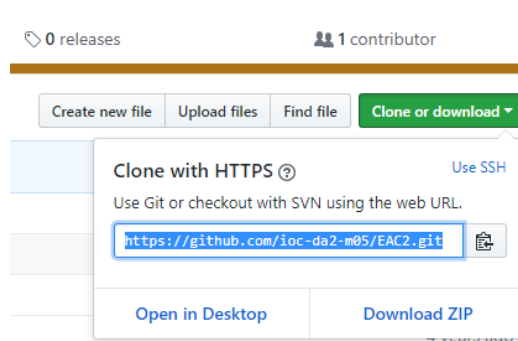 0 releases
1 contributor
Create new file
Upload files
Find file
Clone or download
Clone with HTTPS
Use SSH
Use Git or checkout with SVN using the web URL.
https://github.com/ioc-da2-m05/EAC2.git
Open in Desktop
Download ZIP